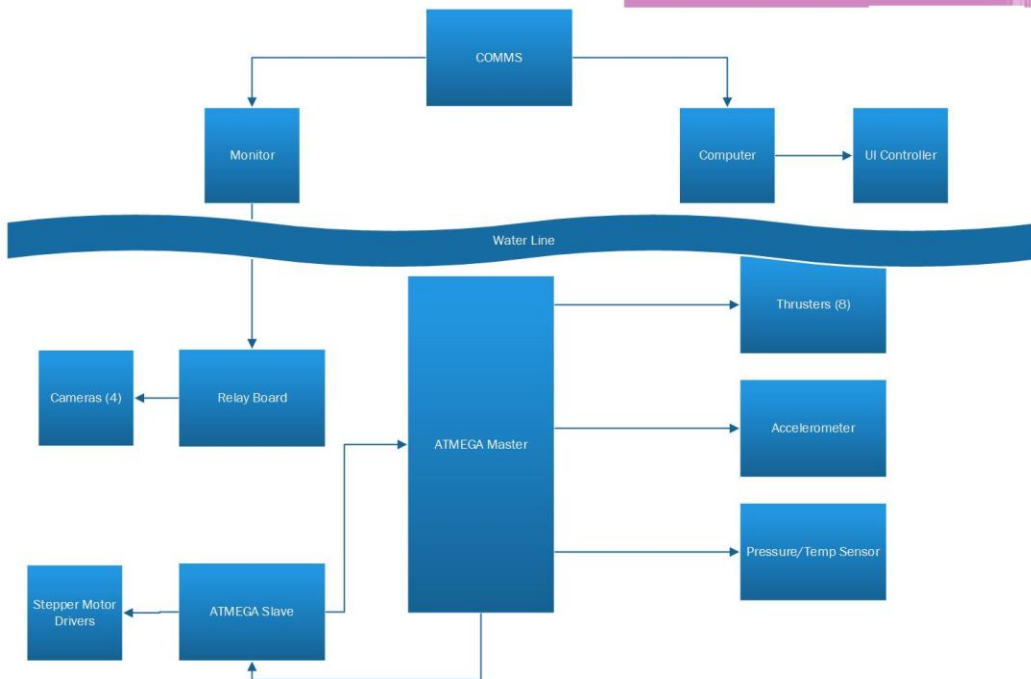 COMMS
Monitor
Computer
UI Controller
Water Line
Thrusters (8)
Cameras (4)
Relay Board
ATMEGA Master
Accelerometer
Pressure/Temp Sensor
Stepper Motor
Drivers
ATMEGA Slave